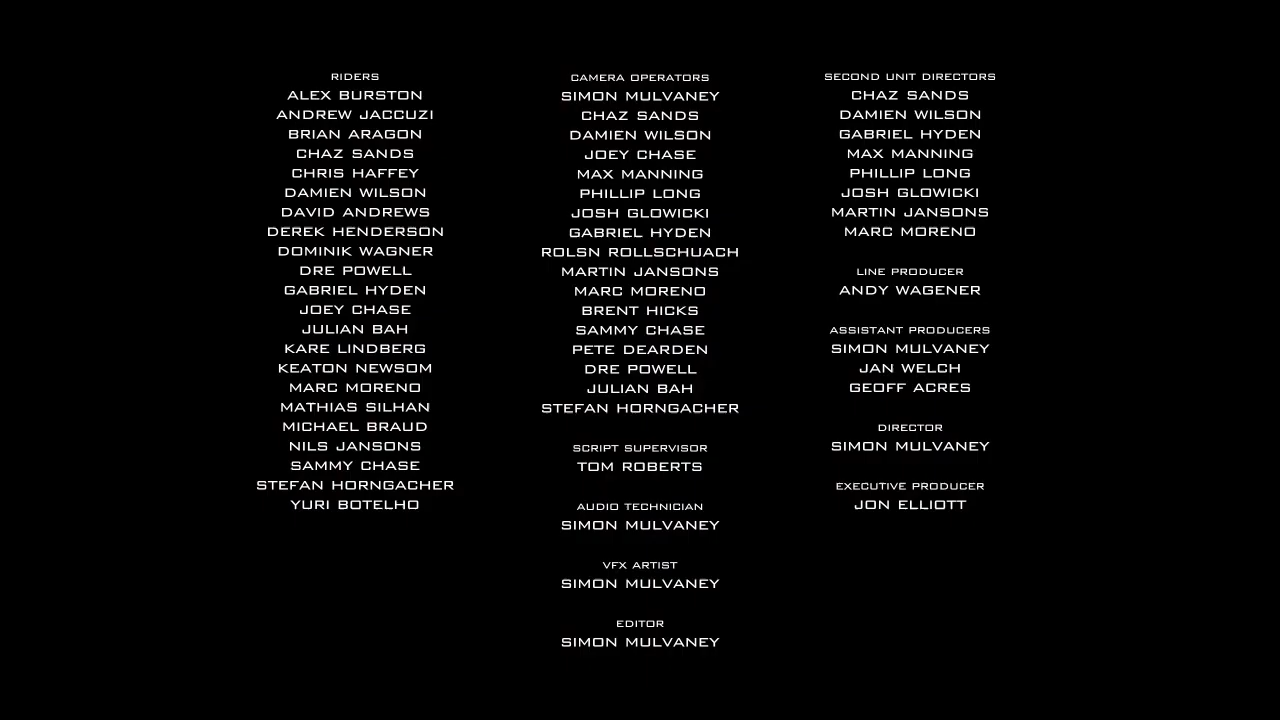 RIDERS
ALEX BURSTON
ANDREW JACCUZI
BRIAN ARAGON
CHAZ SANDS
CHRIS HAFFEY
DAMIEN WILSON
DAVID ANDREWS
DEREK HENDERSON
DOMINIK WAGNER
DRE POWELL
GABRIEL HYDEN
JOEY CHASE
JULIAN BAH
KARE LINDBERG
KEATON NEWSOM
MARC MORENO
MATHIAS SILHAN
MICHAEL BRAUD
NILS JANSONS
SAMMY CHASE
STEFAN HORNGACHER
YURI BOTELHO
CAMERA OPERATORS
SIMON MULVANEY
CHAZ SANDS
DAMIEN WILSON
JOEY CHASE
MAX MANNING
PHILLIP LONG
JOSH GLOWICKI
GABRIEL HYDEN
ROLSN ROLLSCHUACH
MARTIN JANSONS
MARC MORENO
BRENT HICKS
SAMMY CHASE
PETE DEARDEN
DRE POWELL
JULIAN BAH
STEFAN HORNGACHER
SCRIPT SUPERVISOR
TOM ROBERTS
AUDIO TECHNICIAN
SIMON MULVANEY
VFX ARTIST
SIMON MULVANEY
EDITOR
SIMON MULVANEY
SECOND UNIT DIRECTORS
CHAZ SANDS
DAMIEN WILSON
GABRIEL HYDEN
MAX MANNING
PHILLIP LONG
JOSH GLOWICKI
MARTIN JANSONS
MARC MORENO
LINE PRODUCER
ANDY WAGENER
ASSISTANT PRODUCERS
SIMON MULVANEY
JAN WELCH
GEOFF ACRES
DIRECTOR
SIMON MULVANEY
EXECUTIVE PRODUCER
JON ELLIOTT